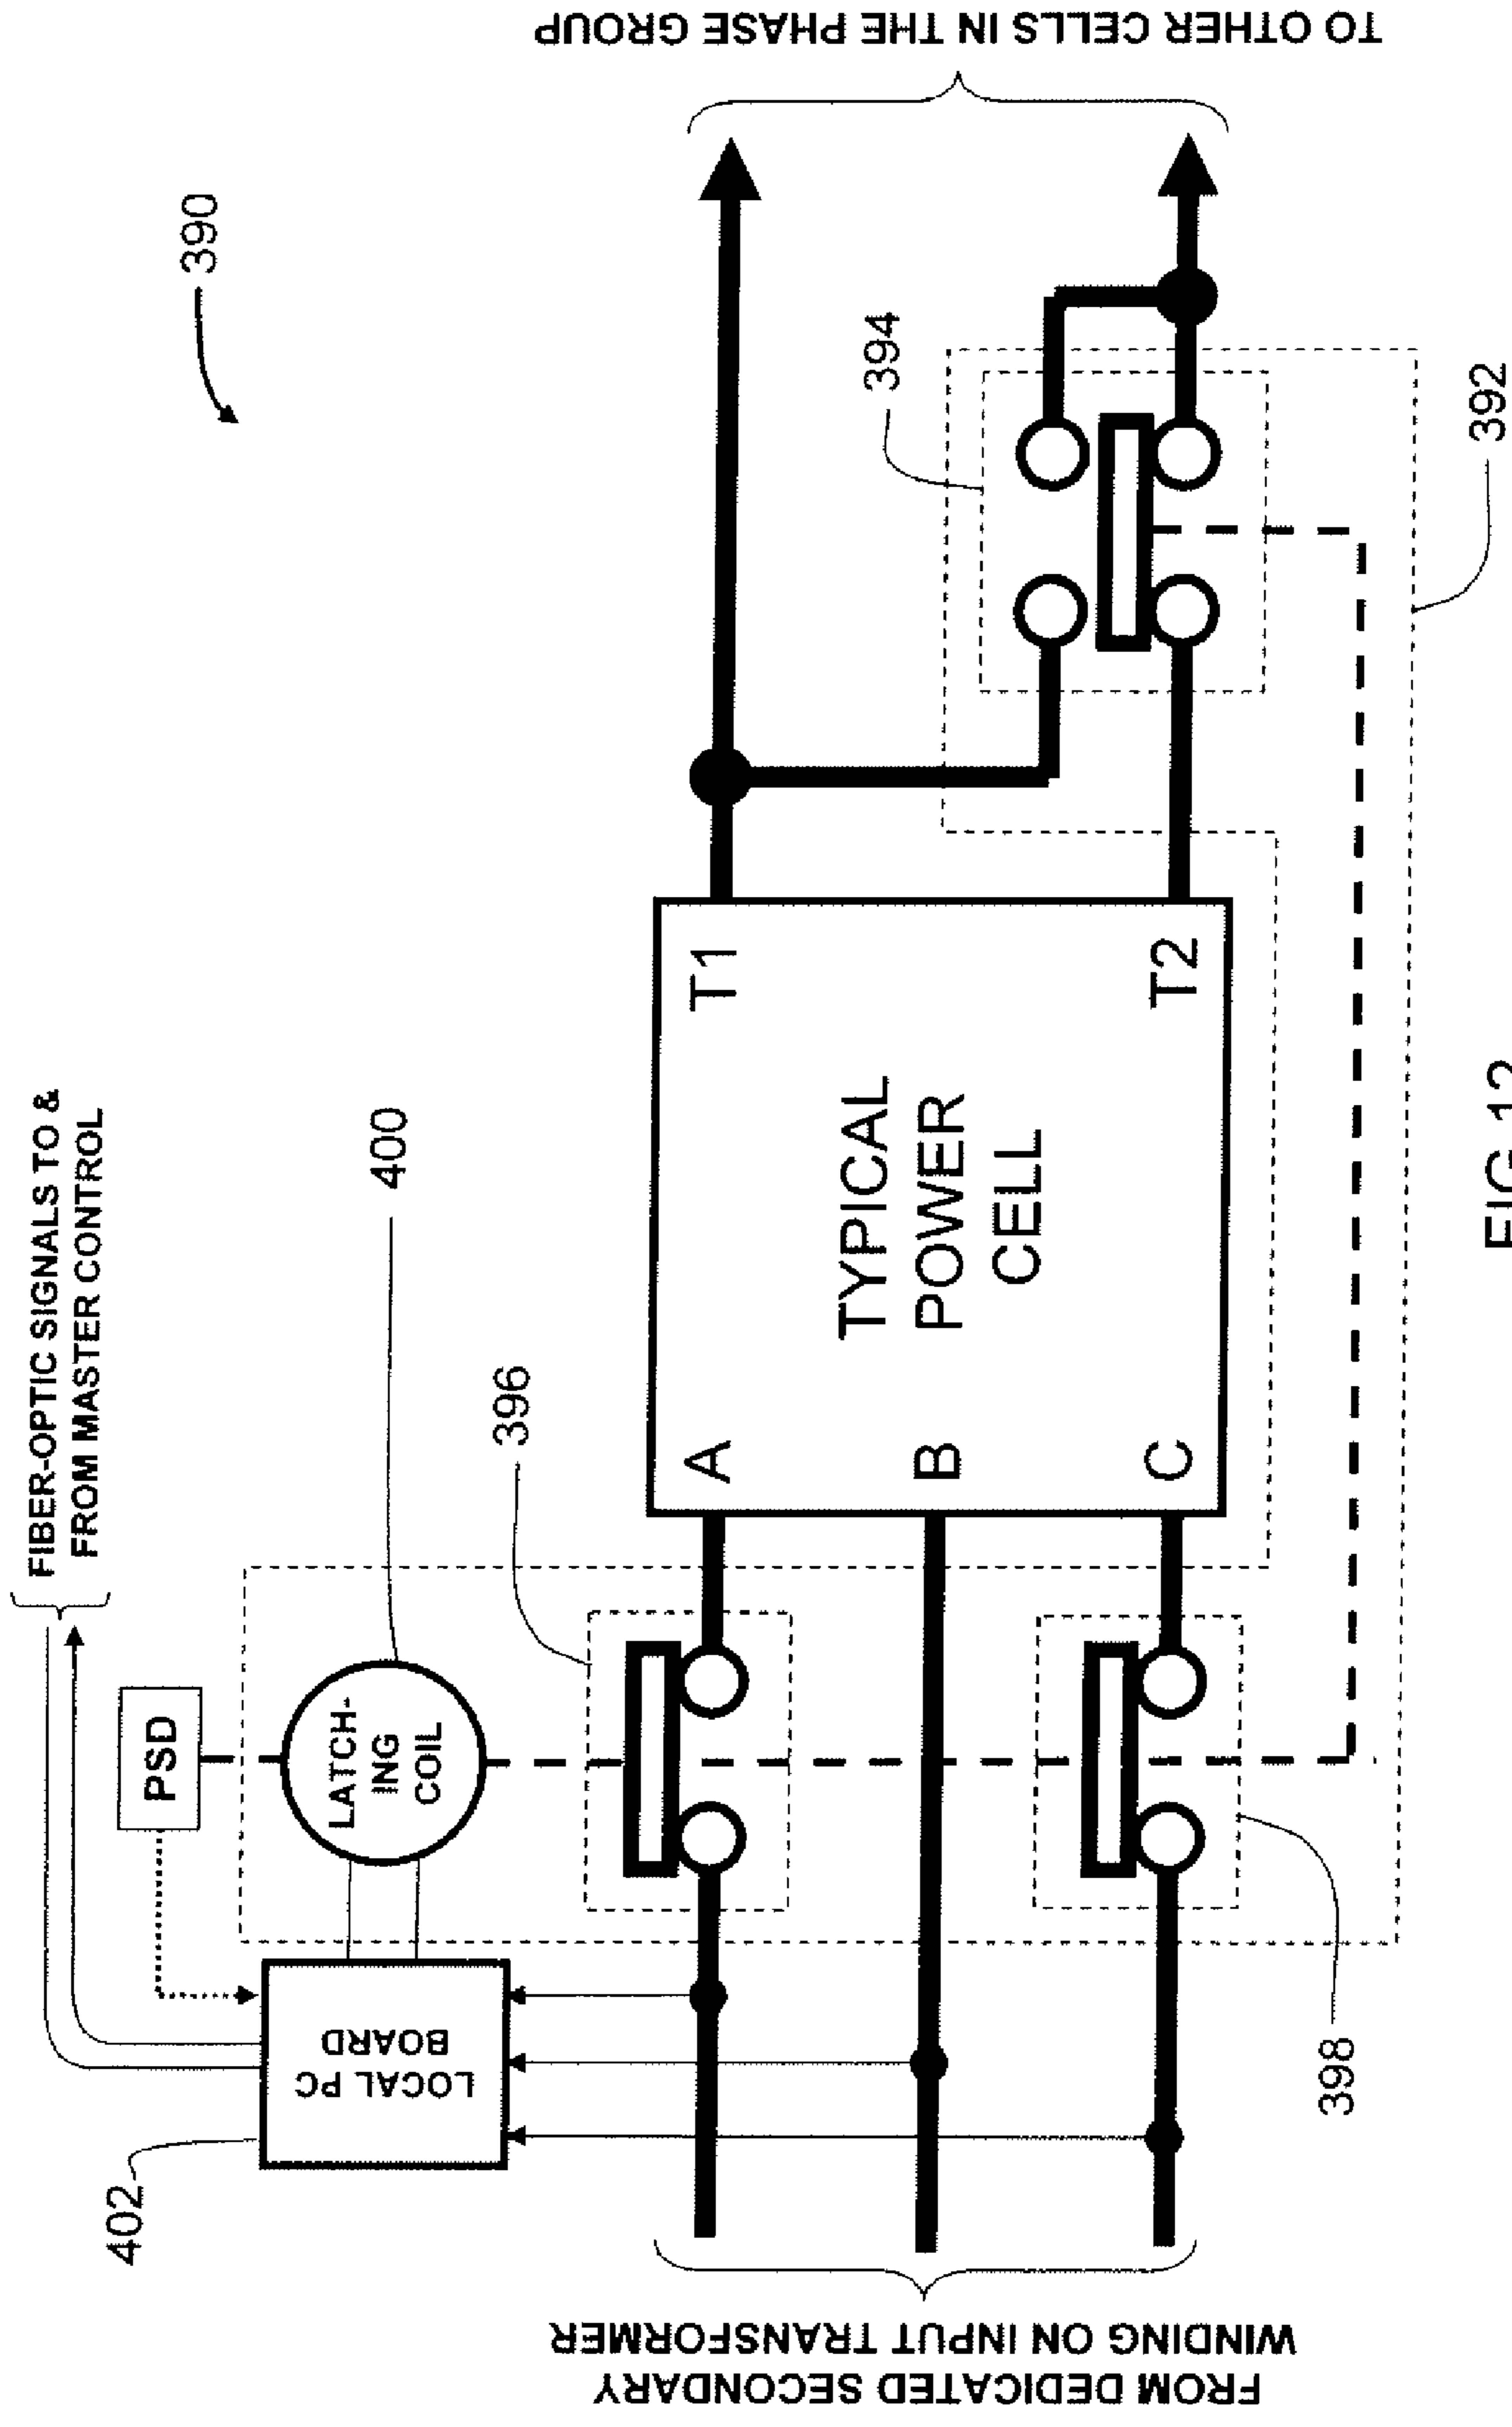 FIBER-OPTIC SIGNALS TO &
FROM MASTER CONTROL
390
PSD
LATCH-
ING
COIL
400
LOCAL PC
BOARD
402
396
394
A
B
C
TYPICAL
POWER
CELL
T1
T2
398
392
FROM DEDICATED SECONDARY
WINDING ON INPUT TRANSFORMER
TO OTHER CELLS IN THE PHASE GROUP